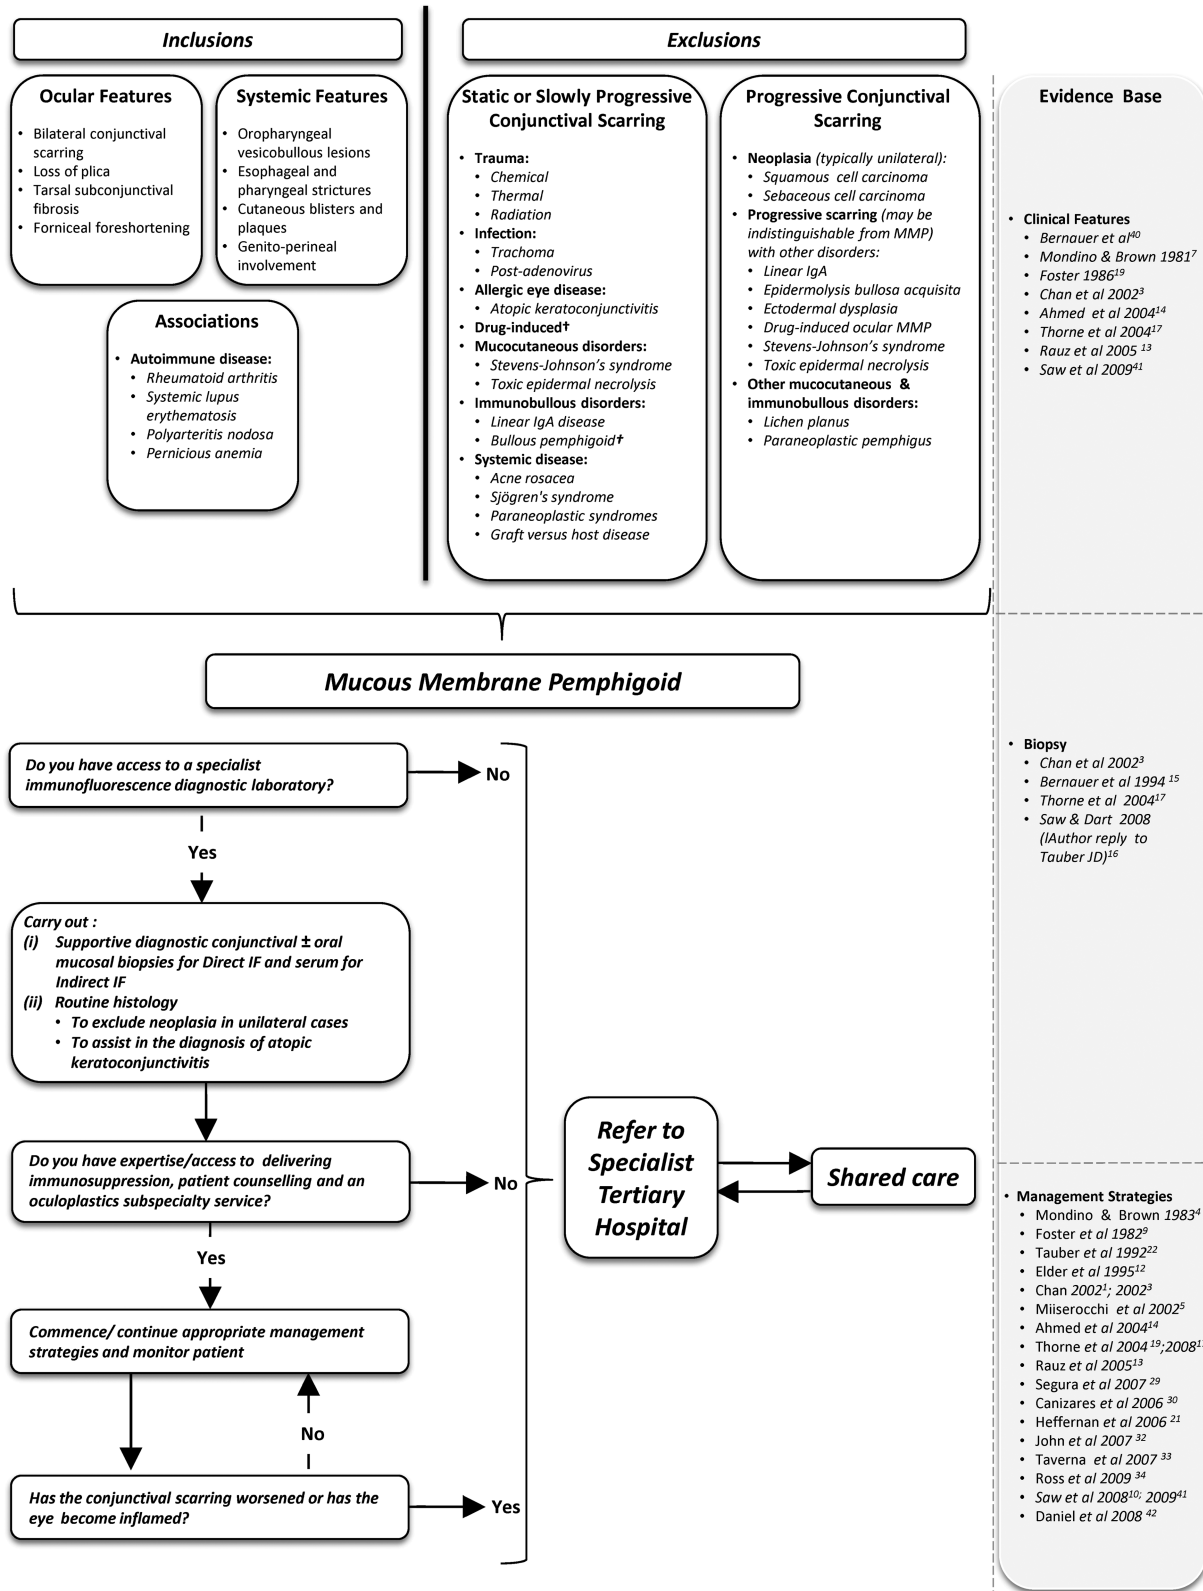 Inclusions
Ocular Features
• Bilateral conjunctival
scarring
• Loss of plica
• Tarsal subconjunctival
fibrosis
• Forniceal foreshortening
Systemic Features
• Oropharyngeal
vesicobullous lesions
• Esophageal and
pharyngeal strictures
• Cutaneous blisters and
plaques
• Genito-perineal
involvement
Associations
• Autoimmune disease:
• Rheumatoid arthritis
• Systemic lupus
erythematosis
• Polyarteritis nodosa
• Pernicious anemia
Exclusions
Static or Slowly Progressive
Conjunctival Scarring
• Trauma:
• Chemical
• Thermal
• Radiation
• Infection:
• Trachoma
• Post-adenovirus
• Allergic eye disease:
• Atopic keratoconjunctivitis
• Drug-induced✝
• Mucocutaneous disorders:
• Stevens-Johnson’s syndrome
• Toxic epidermal necrolysis
• Immunobullous disorders:
• Linear IgA disease
• Bullous pemphigoid✝
• Systemic disease:
• Acne rosacea
• Sjögren's syndrome
• Paraneoplastic syndromes
• Graft versus host disease
Progressive Conjunctival
Scarring
• Neoplasia (typically unilateral):
• Squamous cell carcinoma
• Sebaceous cell carcinoma
• Progressive scarring (may be
indistinguishable from MMP)
with other disorders:
• Linear IgA
• Epidermolysis bullosa acquisita
• Ectodermal dysplasia
• Drug-induced ocular MMP
• Stevens-Johnson’s syndrome
• Toxic epidermal necrolysis
• Other mucocutaneous &
immunobullous disorders:
• Lichen planus
• Paraneoplastic pemphigus
Evidence Base
• Clinical Features
• Bernauer et al40
• Mondino & Brown 19817
• Foster 198619
• Chan et al 20023
• Ahmed et al 200414
• Thorne et al 200417
• Rauz et al 2005 13
• Saw et al 200941
Mucous Membrane Pemphigoid
Do you have access to a specialist
immunofluorescence diagnostic laboratory?
No
Yes
Carry out :
(i) Supportive diagnostic conjunctival ± oral
mucosal biopsies for Direct IF and serum for
Indirect IF
(ii) Routine histology
• To exclude neoplasia in unilateral cases
• To assist in the diagnosis of atopic
keratoconjunctivitis
Do you have expertise/access to delivering
immunosuppression, patient counselling and an
oculoplastics subspecialty service?
No
Yes
Commence/ continue appropriate management
strategies and monitor patient
No
Has the conjunctival scarring worsened or has the
eye become inflamed?
Yes
Refer to
Specialist
Tertiary
Hospital
Shared care
• Biopsy
• Chan et al 20023
• Bernauer 1994 15
• Thorne et al 200417
• Saw & Dart 2008
(lAuthor reply to
Tauber JD)16
• Management Strategies
• Mondino & Brown 19834
• Foster et al 19829
• Tauber et al 199222
• Elder et al 199512
• Chan 20021; 20023
• Miiserocchi et al 20025
• Ahmed et al 200414
• Thorne et al 2004 19;2008
• Rauz et al 200513
• Segura et al 2007 29
• Canizares et al 2006 30
• Heffernan et al 2006 21
• John et al 2007 32
• Taverna et al 2007 33
• Ross et al 2009 34
• Saw et al 200810; 200941
• Daniel et al 2008 42